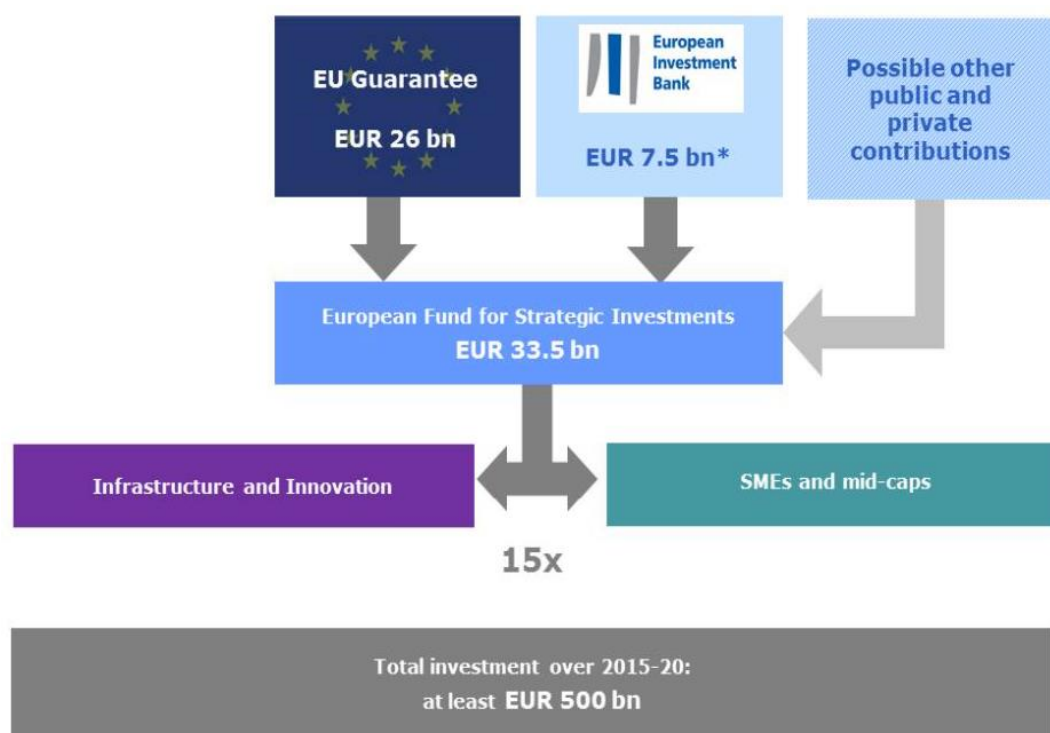 EU Guarantee
EUR 26 bn
European
Investment
Bank
EUR 7.5 bn*
Possible other
public and
private
contributions
European Fund for Strategic Investments
EUR 33.5 bn
Infrastructure and Innovation
SMEs and mid-caps
15x
Total investment over 2015-20:
at least EUR 500 bn